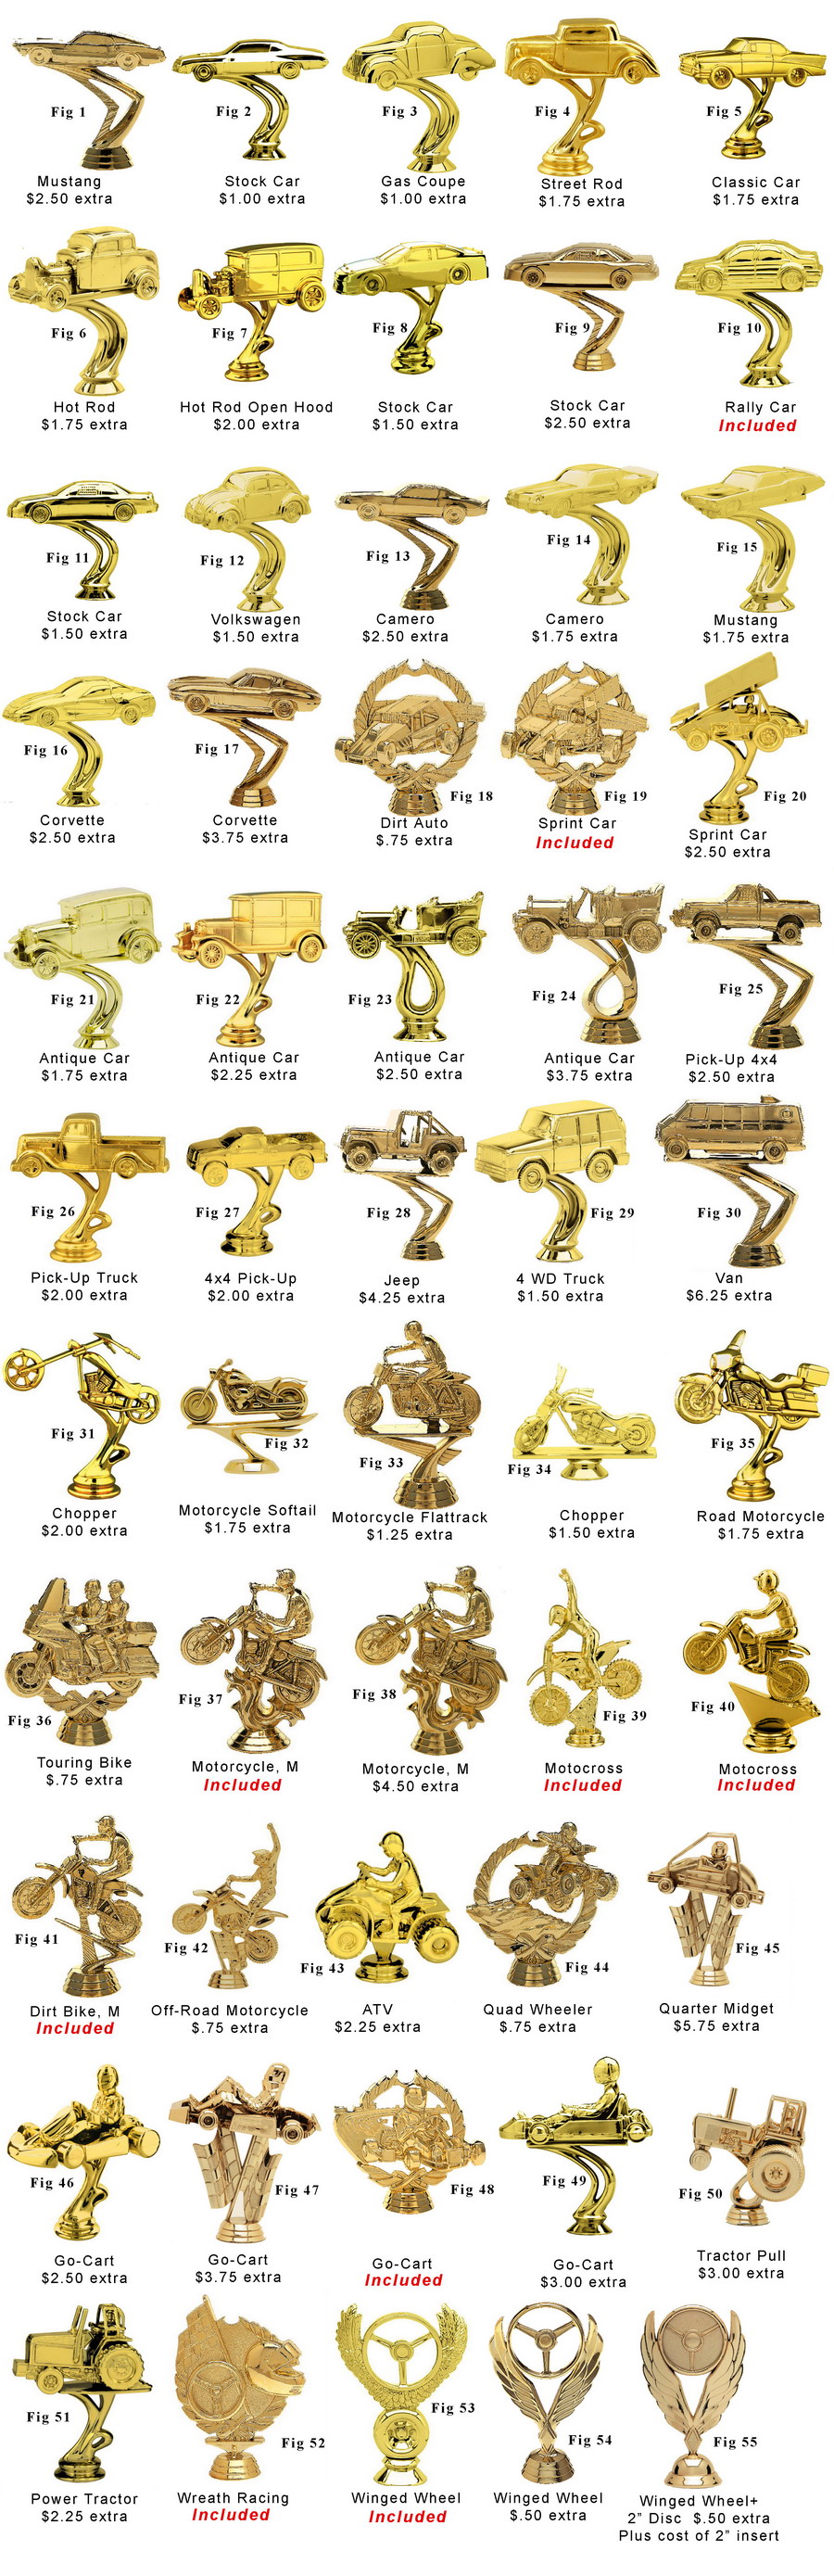 Fig 1
Fig 2
Fig 3
Fig 4
Fig 5
Mustang
$2.50 extra
Stock Car
$1.00 extra
Gas Coupe
$1.00 extra
Street Rod
$1.75 extra
Classic Car
$1.75 extra
Fig 6
Fig 7
Fig 8
Fig 9
Fig 10
Hot Rod
$1.75 extra
Hot Rod Open Hood
$2.00 extra
Stock Car
$1.50 extra
Stock Car
$2.50 extra
Rally Car
Included
Fig 11
Fig 12
Fig 13
Fig 14
Fig 15
Stock Car
$1.50 extra
Volkswagen
$1.50 extra
Camero
$2.50 extra
Camero
$1.75 extra
Mustang
$1.75 extra
Fig 16
Fig 17
Fig 18
Fig 19
Fig 20
Corvette
$2.50 extra
Corvette
$3.75 extra
Dirt Auto
$.75 extra
Sprint Car
Included
Sprint Car
$2.50 extra
Fig 21
Fig 22
Fig 23
Fig 24
Fig 25
Antique Car
$1.75 extra
Antique Car
$2.25 extra
Antique Car
$2.50 extra
Antique Car
$3.75 extra
Pick-Up 4x4
$2.50 extra
Fig 26
Fig 27
Fig 28
Fig 29
Fig 30
Pick-Up Truck
$2.00 extra
4x4 Pick-Up
$2.00 extra
Jeep
$4.25 extra
4 WD Truck
$1.50 extra
Van
$6.25 extra
Fig 31
Fig 32
Fig 33
Fig 34
Fig 35
Chopper
$2.00 extra
Motorcycle Softail
$1.75 extra
Motorcycle Flattrack
$1.25 extra
Chopper
$1.50 extra
Road Motorcycle
$1.75 extra
Fig 36
Fig 37
Fig 38
Fig 39
Fig 40
Touring Bike
$.75 extra
Motorcycle, M
Included
Motorcycle, M
$4.50 extra
Motocross
Included
Motocross
Included
Fig 41
Fig 42
Fig 43
Fig 44
Fig 45
Dirt Bike, M
Included
Off-Road Motorcycle
$.75 extra
ATV
$2.25 extra
Quad Wheeler
$.75 extra
Quarter Midget
$5.75 extra
Fig 46
Fig 47
Fig 48
Fig 49
Fig 50
Go-Cart
$2.50 extra
Go-Cart
$3.75 extra
Go-Cart
Included
Go-Cart
$3.00 extra
Tractor Pull
$3.00 extra
Fig 51
Fig 52
Fig 53
Fig 54
Fig 55
Power Tractor
$2.25 extra
Wreath Racing
Included
Winged Wheel
Included
Winged Wheel
$.50 extra
Winged Wheel+
2" Disc $.50 extra
Plus cost of 2" insert